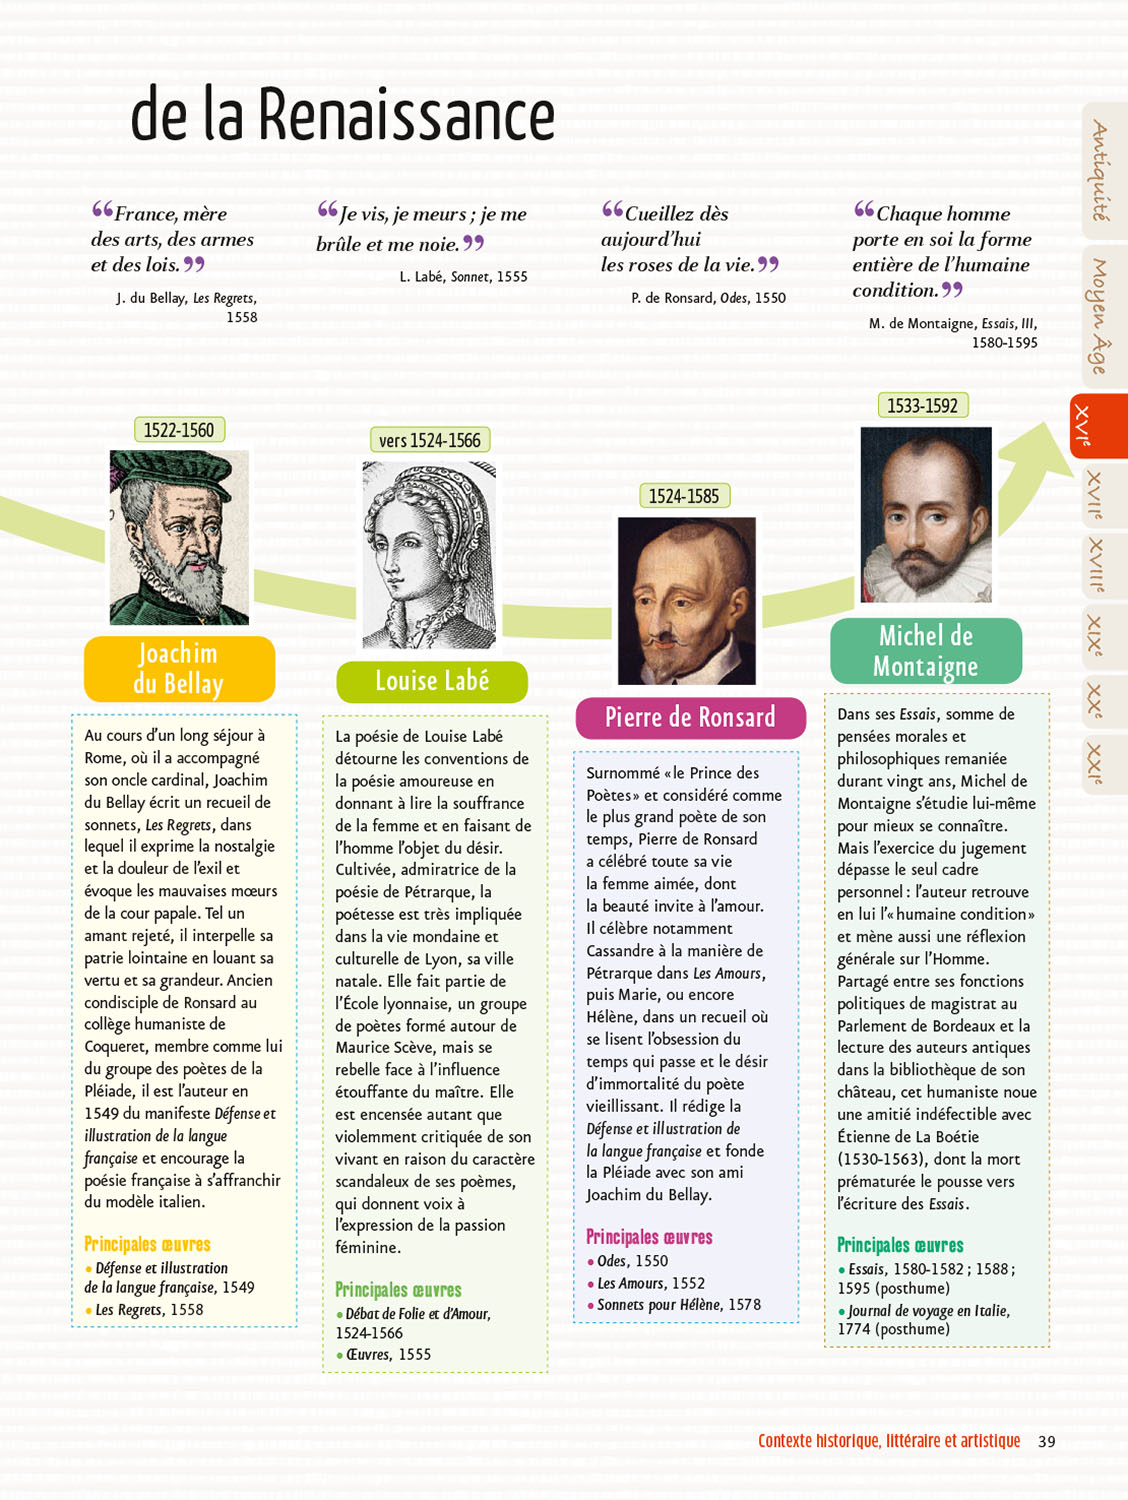 de la Renaissance
“France, mère
des arts, des armes
et des lois.”
J. du Bellay, Les Regrets,
1558
“Je vis, je meurs ; je me
brûle et me noie.”
L. Labé, Sonnet, 1555
“Cueillez dès
aujourd’hui
les roses de la vie.”
P. de Ronsard, Odes, 1550
“Chaque homme
porte en soi la forme
entière de l’humaine
condition.”
M. de Montaigne, Essais, III,
1580-1595
1522-1560
Joachim
du Bellay
Au cours d’un long séjour à
Rome, où il a accompagné
son oncle cardinal, Joachim
du Bellay écrit un recueil de
sonnets, Les Regrets, dans
lequel il exprime la nostalgie
et la douleur de l’exil et
évoque les mauvaises mœurs
de la cour papale. Tel un
amant rejeté, il interpelle sa
patrie lointaine en louant sa
vertu et sa grandeur. Ancien
condisciple de Ronsard au
collège humaniste de
Coqueret, membre comme lui
du groupe des poètes de la
Pléiade, il est l’auteur en
1549 du manifeste Défense et
illustration de la langue
française et encourage la
poésie française à s’affranchir
du modèle italien.
Principales œuvres
• Défense et illustration
de la langue française, 1549
• Les Regrets, 1558
vers 1524-1566
Louise Labé
La poésie de Louise Labé
détourne les conventions de
la poésie amoureuse en
donnant à lire la souffrance
de la femme et en faisant de
l’homme l’objet du désir.
Cultivée, admiratrice de la
poésie de Pétrarque, la
poétesse est très impliquée
dans la vie mondaine et
culturelle de Lyon, sa ville
natale. Elle fait partie de
l’École lyonnaise, un groupe
de poètes formé autour de
Maurice Scève, mais se
rebelle face à l’influence
étouffante du maître. Elle
est encensée autant que
violemment critiquée de son
vivant en raison du caractère
scandaleux de ses poèmes,
qui donnent voix à
l’expression de la passion
féminine.
Principales œuvres
• Débat de Folie et d’Amour,
1524-1566
• Œuvres, 1555
1524-1585
Pierre de Ronsard
Surnommé «le Prince des
Poètes» et considéré comme
le plus grand poète de son
temps, Pierre de Ronsard
a célébré toute sa vie
la femme aimée, dont
la beauté invite à l’amour.
Il célèbre notamment
Cassandre à la manière de
Pétrarque dans Les Amours,
puis Marie, ou encore
Hélène, dans un recueil où
se lisent l’obsession du
temps qui passe et le désir
d’immortalité du poète
vieillissant. Il rédige la
Défense et illustration de
la langue française et fonde
la Pléiade avec son ami
Joachim du Bellay.
Principales œuvres
• Odes, 1550
• Les Amours, 1552
• Sonnets pour Hélène, 1578
1533-1592
Michel de
Montaigne
Dans ses Essais, somme de
pensées morales et
philosophiques remaniée
durant vingt ans, Michel de
Montaigne s’étudie lui-même
pour mieux se connaître.
Mais l’exercice du jugement
dépasse le seul cadre
personnel : l’auteur retrouve
en lui l’«humaine condition»
et mène aussi une réflexion
générale sur l’Homme.
Partagé entre ses fonctions
politiques de magistrat au
Parlement de Bordeaux et la
lecture des auteurs antiques
dans la bibliothèque de son
château, cet humaniste noue
une amitié indéfectible avec
Étienne de La Boétie
(1530-1563), dont la mort
prématurée le pousse vers
l’écriture des Essais.
Principales œuvres
• Essais, 1580-1582 ; 1588 ;
1595 (posthume)
• Journal de voyage en Italie,
1774 (posthume)
Antiquité
Moyen Âge
XVIe
XVIIe
XVIIIe
XIXe
XXe
XXIe
Contexte historique, littéraire et artistique 39